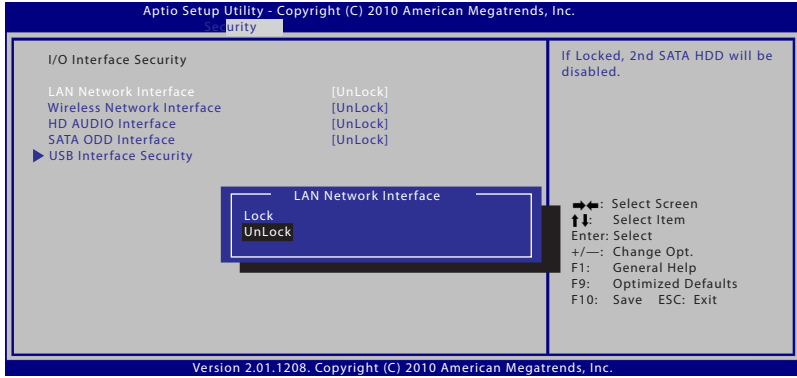 Aptio Setup Utility - Copyright (C) 2010 American Megatrends, Inc.
Security
I/O Interface Security
LAN Network Interface [UnLock]
Wireless Network Interface [UnLock]
HD AUDIO Interface [UnLock]
SATA ODD Interface [UnLock]
USB Interface Security
LAN Network Interface
Lock
UnLock
If Locked, 2nd SATA HDD will be
disabled.
→←: Select Screen
↑↓: Select Item
Enter: Select
+/—: Change Opt.
F1: General Help
F9: Optimized Defaults
F10: Save ESC: Exit
Version 2.01.1208. Copyright (C) 2010 American Megatrends, Inc.